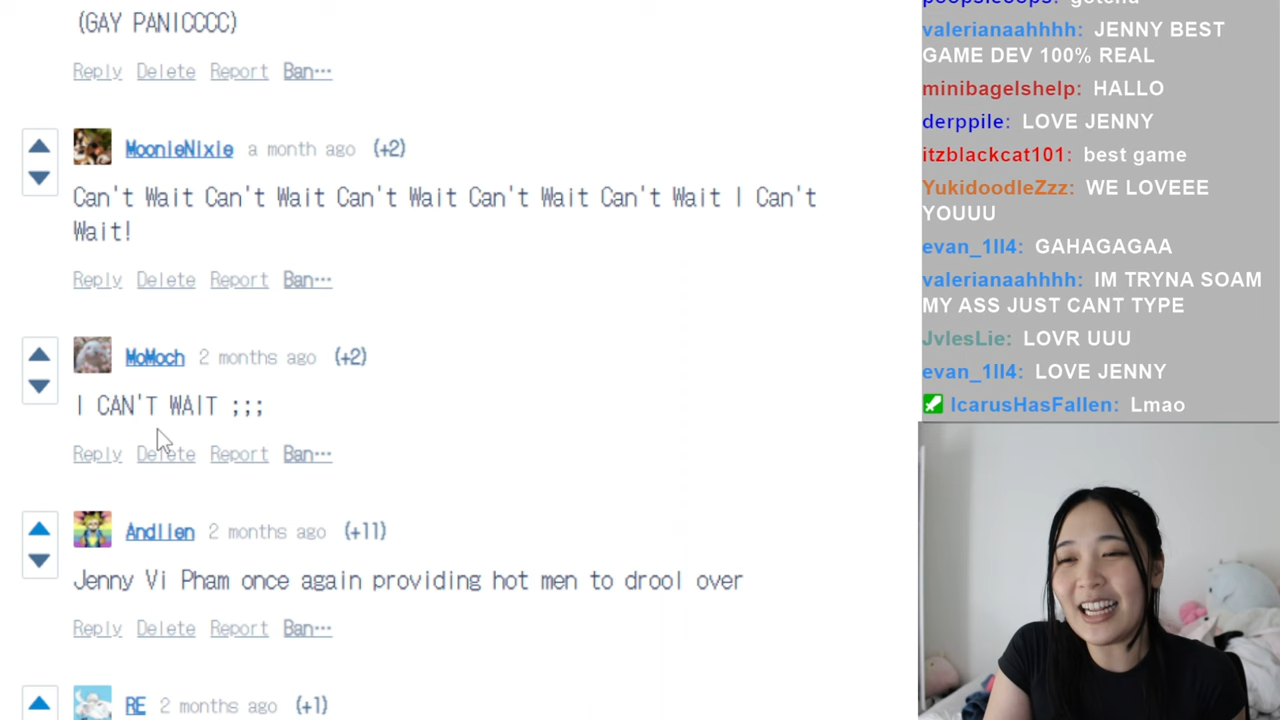 (GAY PANICCCC)
Reply Delete Report Ban…
MoonieNixie a month ago (+2)
Can't Wait Can't Wait Can't Wait Can't Wait Can't Wait I Can't
Wait!
Reply Delete Report Ban…
MoMoch 2 months ago (+2)
I CAN'T WAIT ;;;
Reply Delete Report Ban…
Andlien 2 months ago (+11)
Jenny Vi Pham once again providing hot men to drool over
Reply Delete Report Ban…
RE 2 months ago (+1)
valerianaahhhh: JENNY BEST
GAME DEV 100% REAL
minibagelshelp: HALLO
derppile: LOVE JENNY
itzblackcat101: best game
YukidoodleZzz: WE LOVEEE
YOUUU
evan_1ll4: GAHAGAGAA
valerianaahhhh: IM TRYNA SOAM
MY ASS JUST CANT TYPE
JvlesLie: LOVR UUU
evan_1ll4: LOVE JENNY
IcarusHasFallen: Lmao